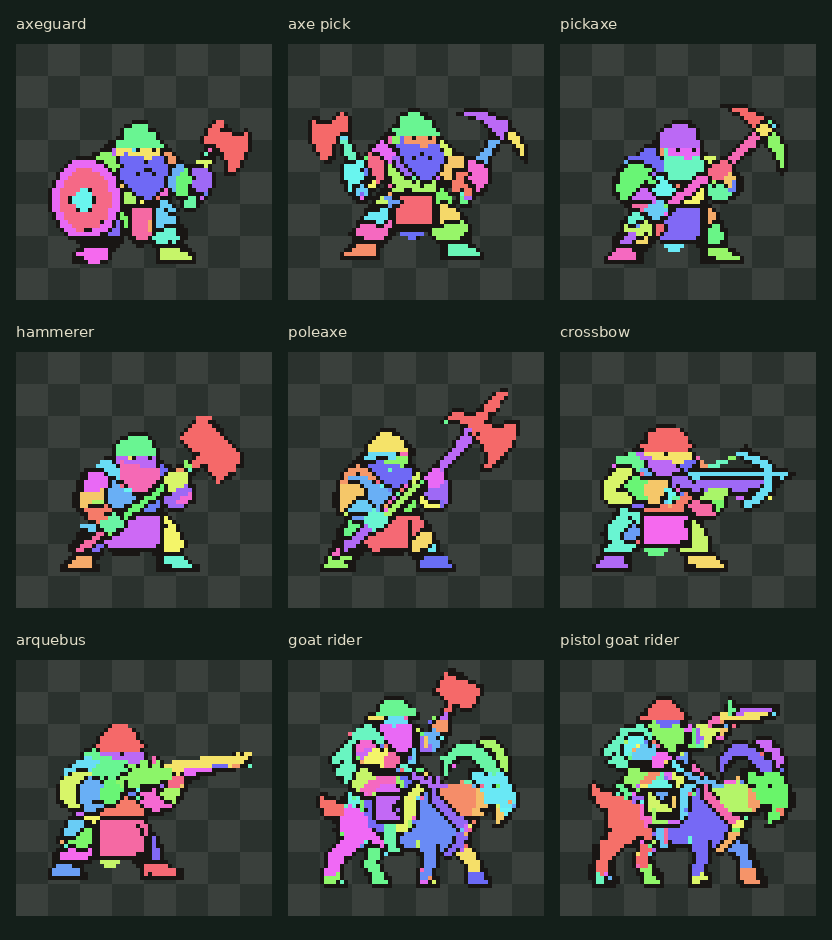 axeguard
axe pick
pickaxe
hammerer
poleaxe
crossbow
arquebus
goat rider
pistol goat rider